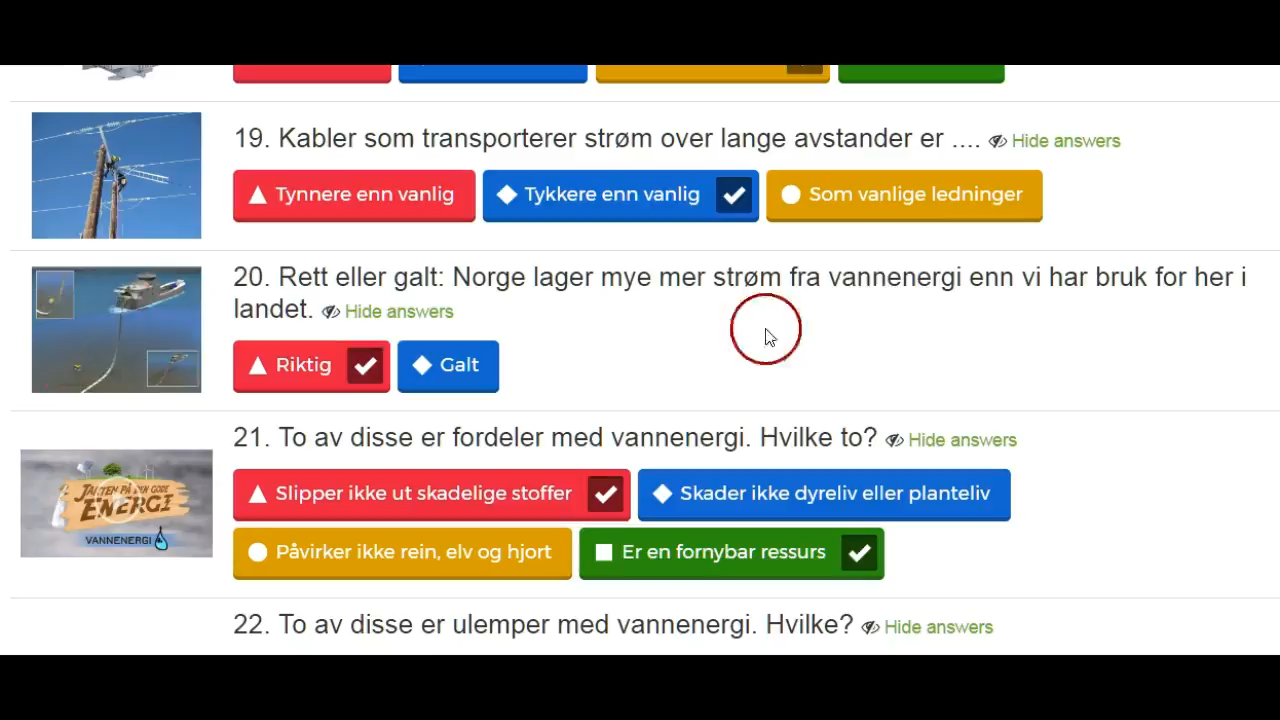 19. Kabler som transporterer strøm over lange avstander er .... Hide answers
Tynnere enn vanlig Tykkere enn vanlig Som vanlige ledninger
20. Rett eller galt: Norge lager mye mer strøm fra vannenergi enn vi har bruk for her i
landet. Hide answers
Riktig Galt
21. To av disse er fordeler med vannenergi. Hvilke to? Hide answers
JAKTEN PÅ DEN GODE
ENERGI
VANNENERGI
Slipper ikke ut skadelige stoffer Skader ikke dyreliv eller planteliv
Påvirker ikke rein, elv og hjort Er en fornybar ressurs
22. To av disse er ulemper med vannenergi. Hvilke? Hide answers